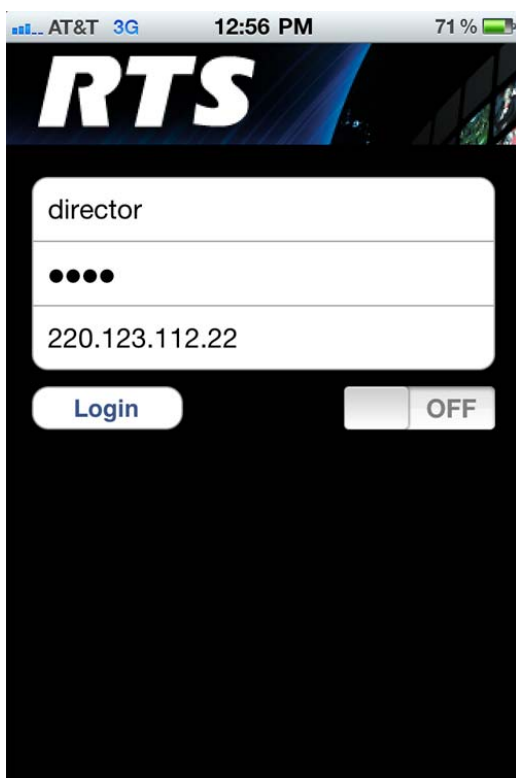 AT&T 3G 12:56 PM 71%
RTS
director
••••
220.123.112.22
Login OFF